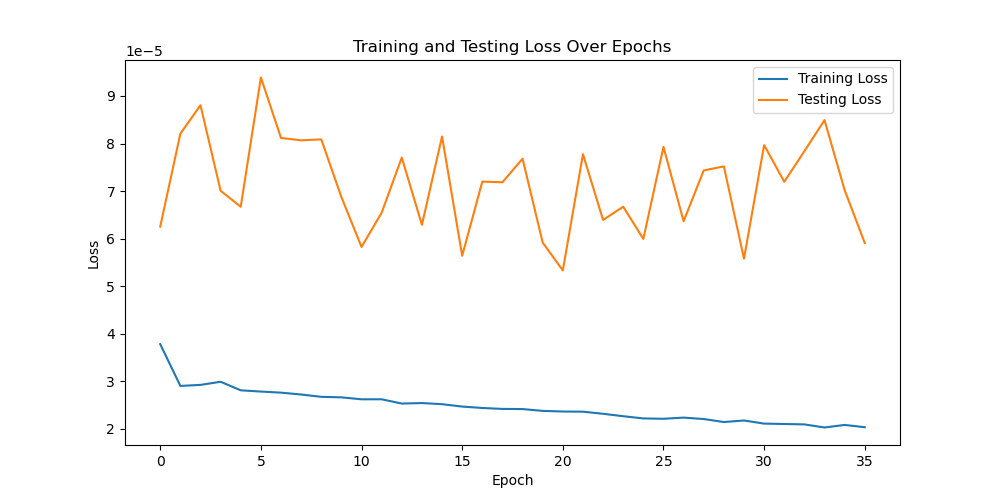 Training and Testing Loss Over Epochs
1e−5
Training Loss
Testing Loss
9
8
7
6
5
4
3
2
Loss
0 5 10 15 20 25 30 35
Epoch